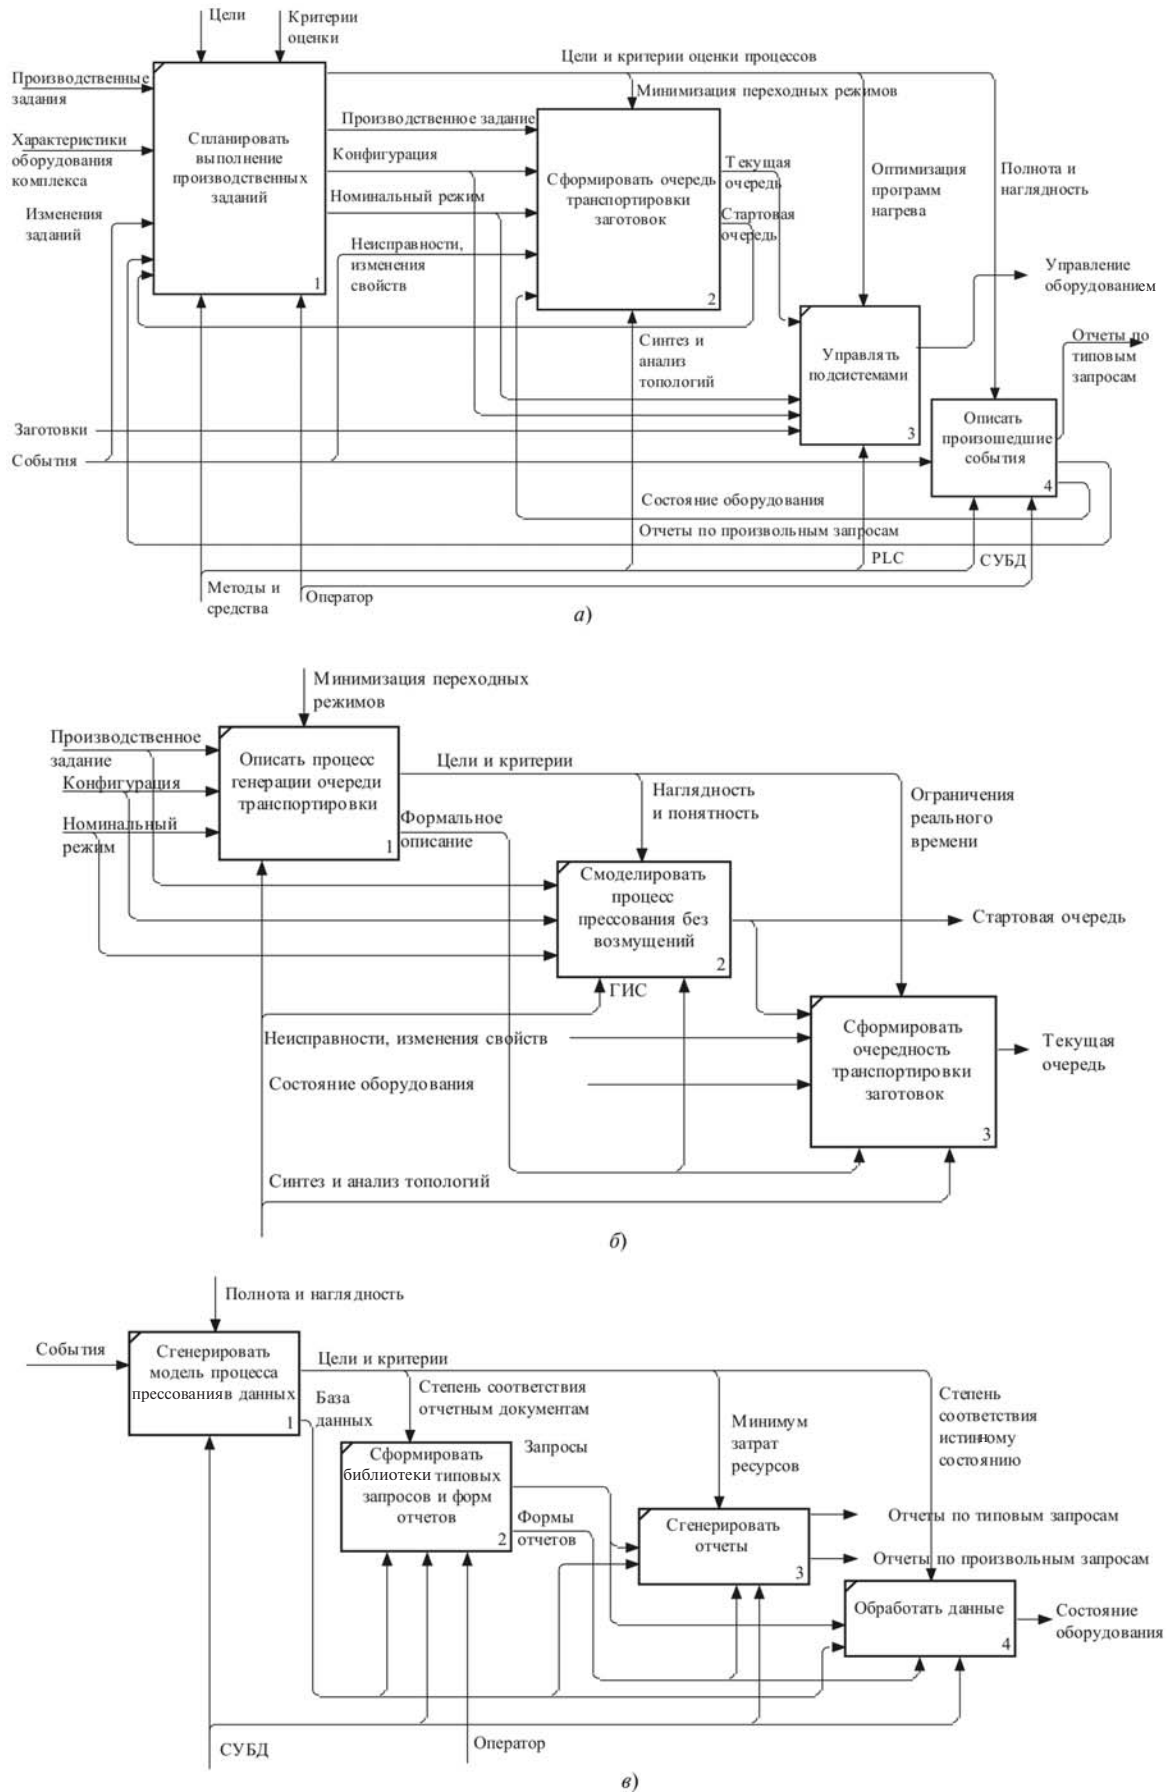 Цели
Критерии
оценки
Цели и критерии оценки процессов
Производственные
задания
Минимизация переходных режимов
Производственное задание
Характеристики
оборудования
комплекса
Спланировать
выполнение
производственных
заданий
1
Конфигурация
Номинальный режим
Сформировать очередь
транспортировки
заготовок
2
Текущая
очередь
Стартовая
очередь
Оптимизация
программ
нагрева
Полнота и
наглядность
Изменения
заданий
Неисправности,
изменения
свойств
Управление
оборудованием
Синтез и
анализ
топологий
Управлять
подсистемами
3
Отчеты по
типовым
запросам
Заготовки
События
Описать
произошедшие
события
4
Состояние оборудования
Отчеты по произвольным запросам
PLC
СУБД
Методы и
средства
Оператор
а)
Минимизация переходных
режимов
Производственное
задание
Конфигурация
Номинальный
режим
Описать процесс
генерации очереди
транспортировки
1
Цели и критерии
Формальное
описание
Наглядность
и понятность
Ограничения
реального
времени
Смоделировать
процесс
прессования без
возмущений
2
Стартовая очередь
ГИС
Неисправности, изменения свойств
Состояние оборудования
Сформировать
очередность
транспортировки
заготовок
3
Текущая
очередь
Синтез и анализ топологий
б)
Полнота и наглядность
События
Сгенерировать
модель процесса
прессования в данных
1
Цели и критерии
База
данных
Степень соответствия
отчетным документам
Минимум
затрат
ресурсов
Степень
соответствия
истинному
состоянию
Сформировать
библиотеки типовых
запросов и форм
отчетов
2
Запросы
Формы
отчетов
Сгенерировать
отчеты
3
Отчеты по типовым запросам
Отчеты по произвольным запросам
Обработать данные
4
Состояние
оборудования
СУБД
Оператор
в)